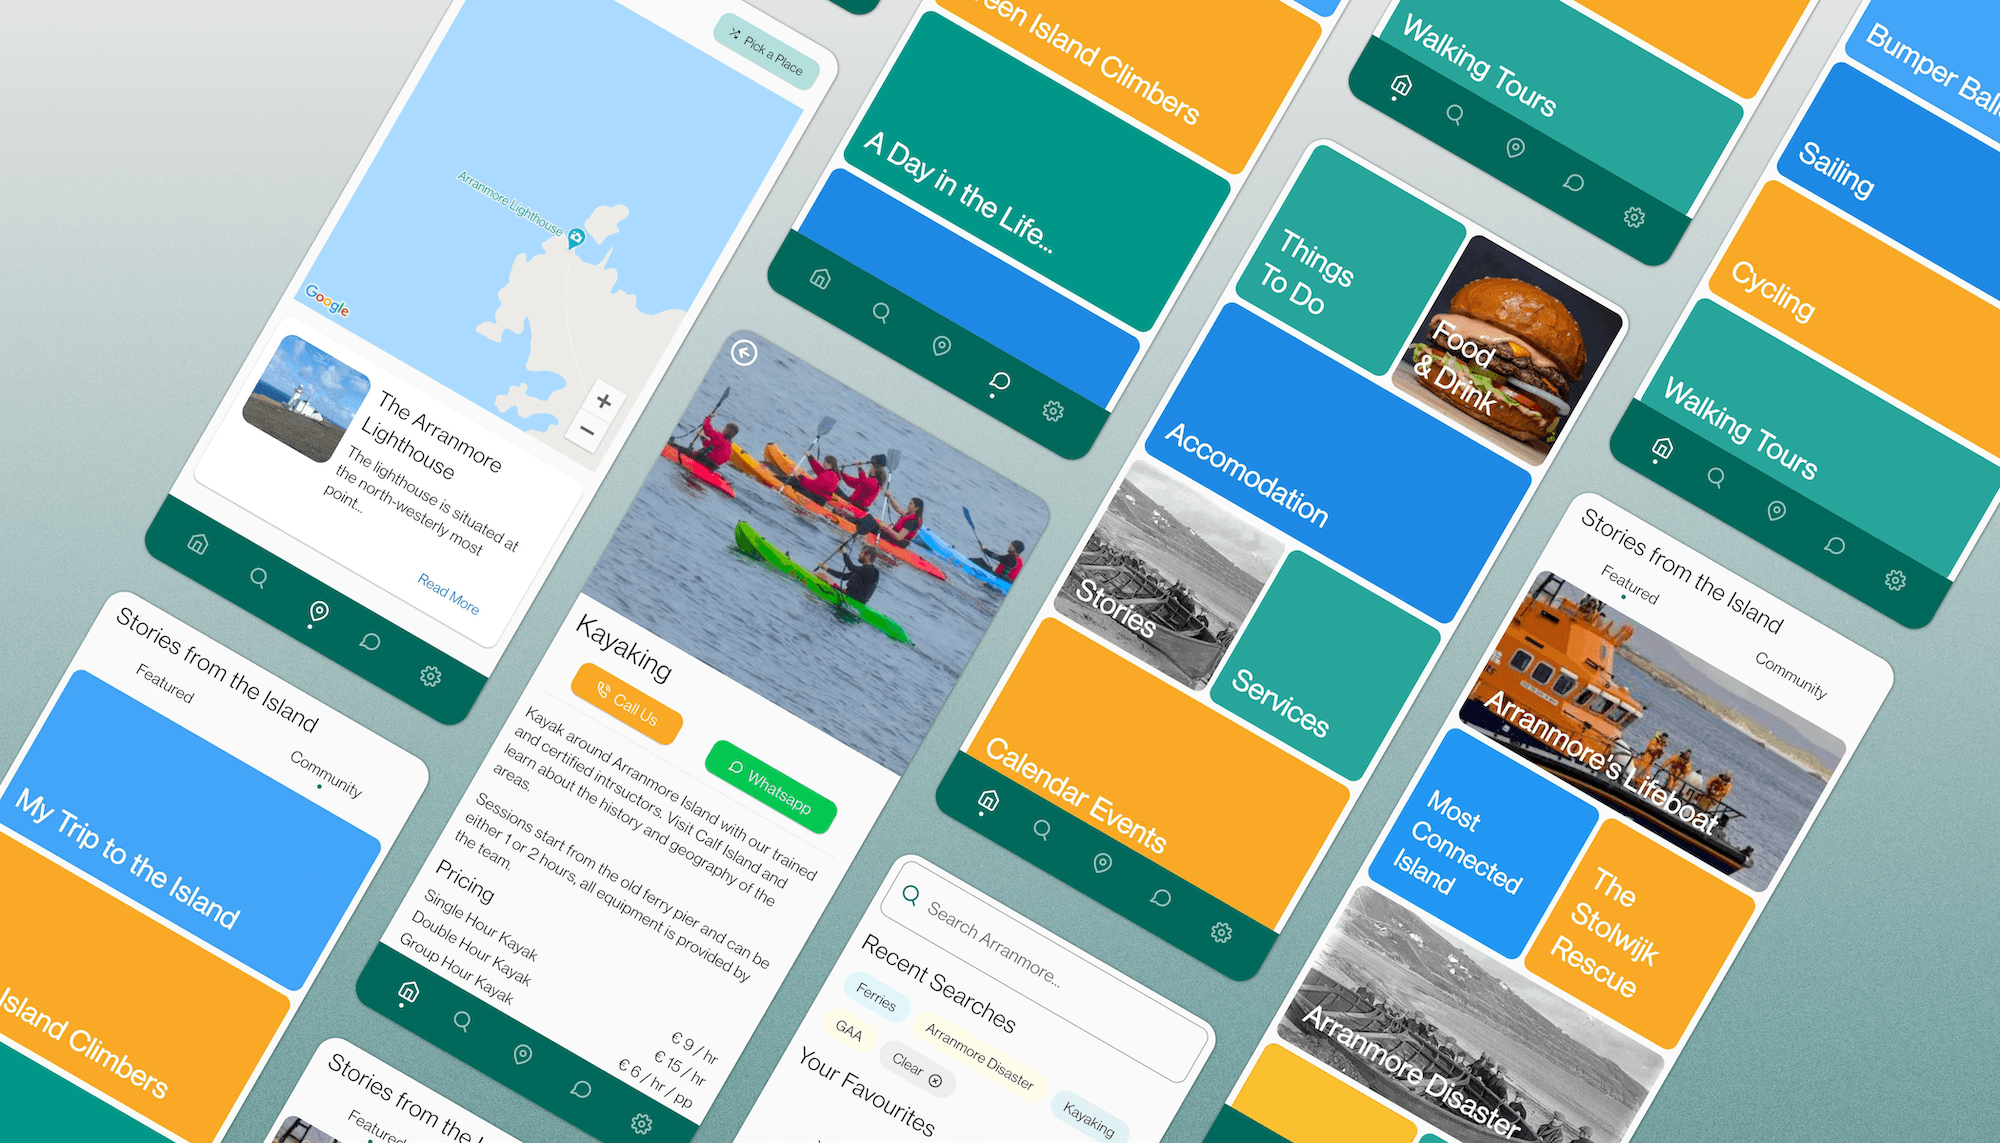 Pick a Place
Arranmore Lighthouse
Google
+
−
The Arranmore
Lighthouse
The lighthouse is situated at
the north-westerly most
point...
Read More
Stories from the Island
Featured
Community
My Trip to the Island
Island Climbers
Stories from the
Featured
Island Climbers
A Day in the Life...
Kayaking
Call Us
Whatsapp
Kayak around Arranmore Island with our trained
and certified intrsuctors. Visit Calf Island and
learn about the history and geography of the
areas.
Sessions start from the old ferry pier and can be
either 1 or 2 hours, all equipment is provided by
the team.
Pricing
Single Hour Kayak
Double Hour Kayak
Group Hour Kayak
€ 9 / hr
€ 15 / hr
€ 6 / hr / pp
Walking Tours
Things
To Do
Food
& Drink
Accomodation
Stories
Services
Calendar Events
Search Arranmore...
Recent Searches
Ferries
Arranmore Disaster
Kayaking
GAA
Clear
Your Favourites
Bumper
Sailing
Cycling
Walking Tours
Stories from the Island
Featured
Community
Arranmore's Lifeboat
Most
Connected
Island
The
Stolwijk
Rescue
Arranmore Disaster